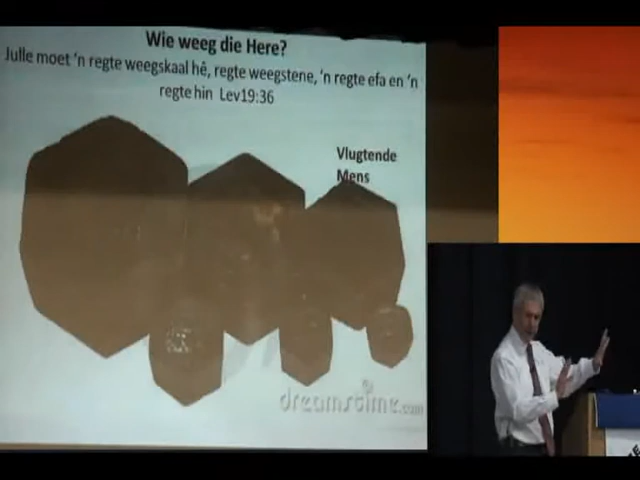 Wie weeg die Here?
Julle moet 'n regte weegskaal hê, regte weegstene, 'n regte efa en 'n
regte hin Lev19:36
Vlugtende
Mens
dreamstime.com